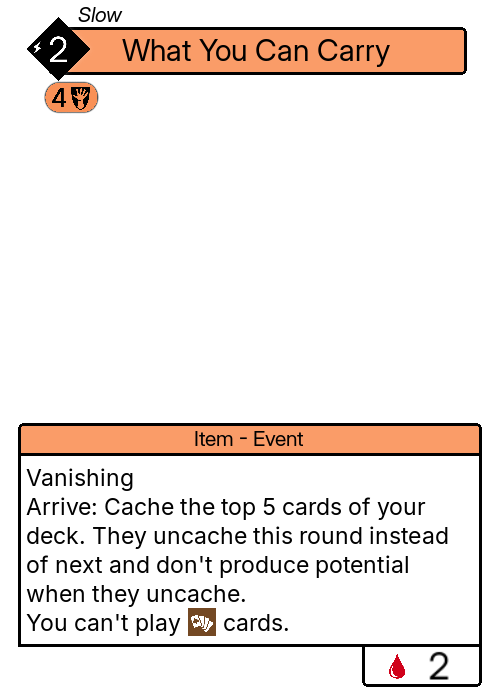 Slow
2
What You Can Carry
4
Item - Event
Vanishing
Arrive: Cache the top 5 cards of your
deck. They uncache this round instead
of next and don't produce potential
when they uncache.
You can't play cards.
2